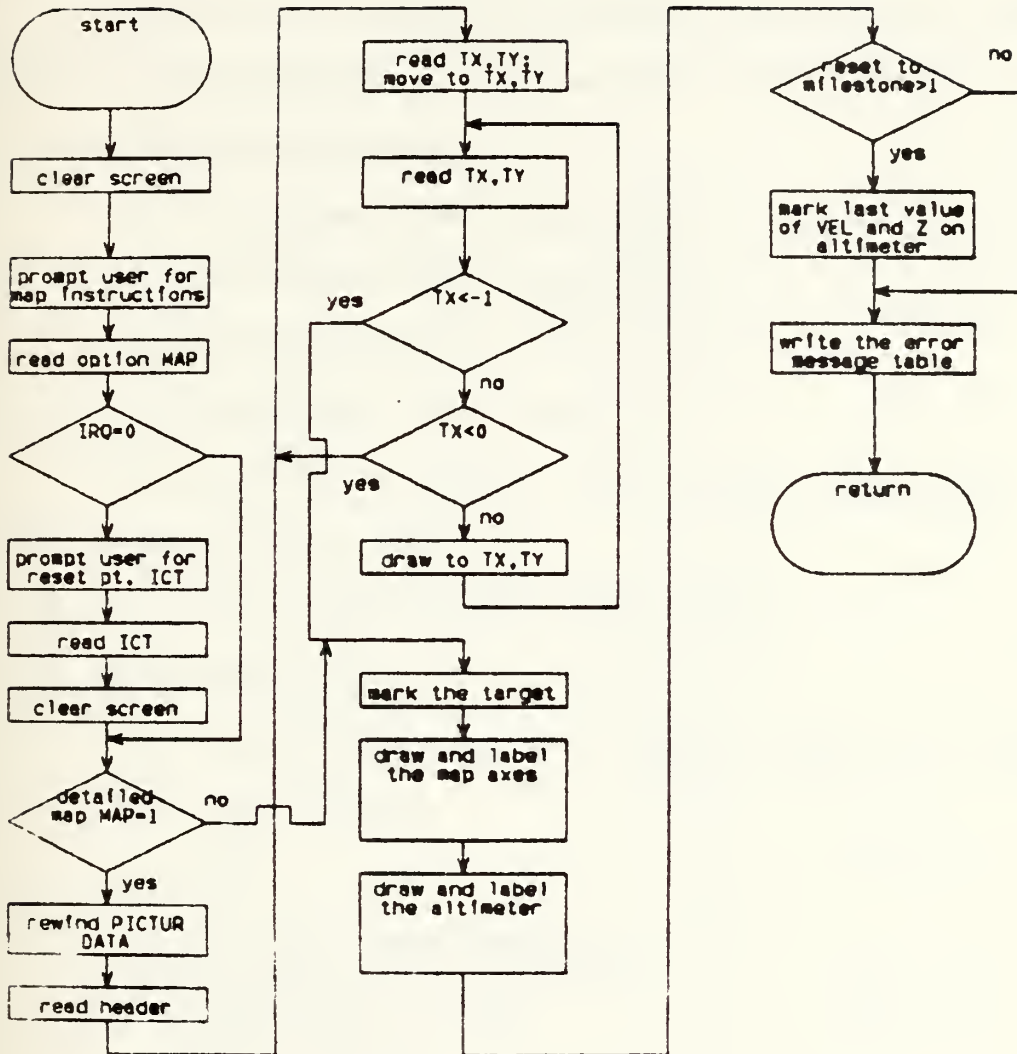 start
clear screen
prompt user for
map instructions
read option MAP
IRQ=0
prompt user for
reset pt. ICT
read ICT
clear screen
detailed
map MAP=1
no
yes
rewind PICTUR
DATA
read header
read TX,TY;
move to TX,TY
read TX,TY
TX<-1
yes
no
TX<0
yes
no
draw to TX,TY
mark the target
draw and label
the map axes
draw and label
the altimeter
reset to
milestone>1
no
yes
mark last value
of VEL and Z on
altimeter
write the error
message table
return